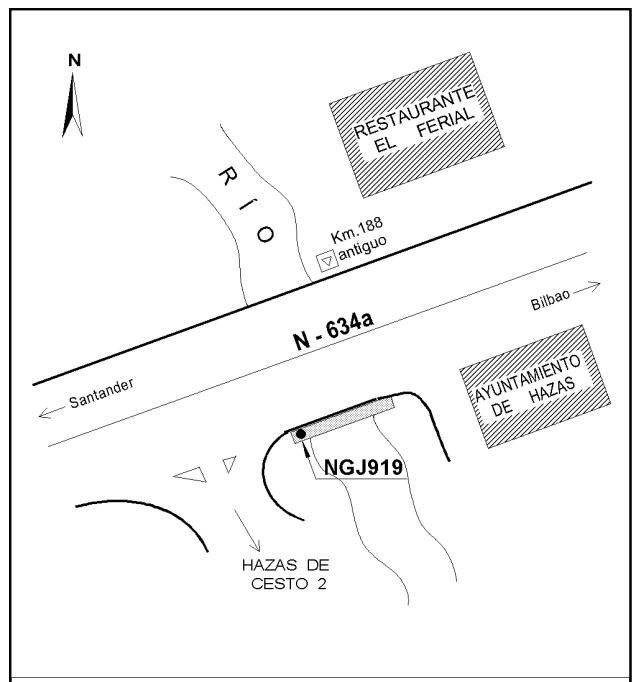 N
RESTAURANTE
EL FERIAL
RÍO
Km.188
antiguo
N - 634a
Bilbao
Santander
AYUNTAMIENTO
DE HAZAS
NGJ919
HAZAS DE
CESTO 2